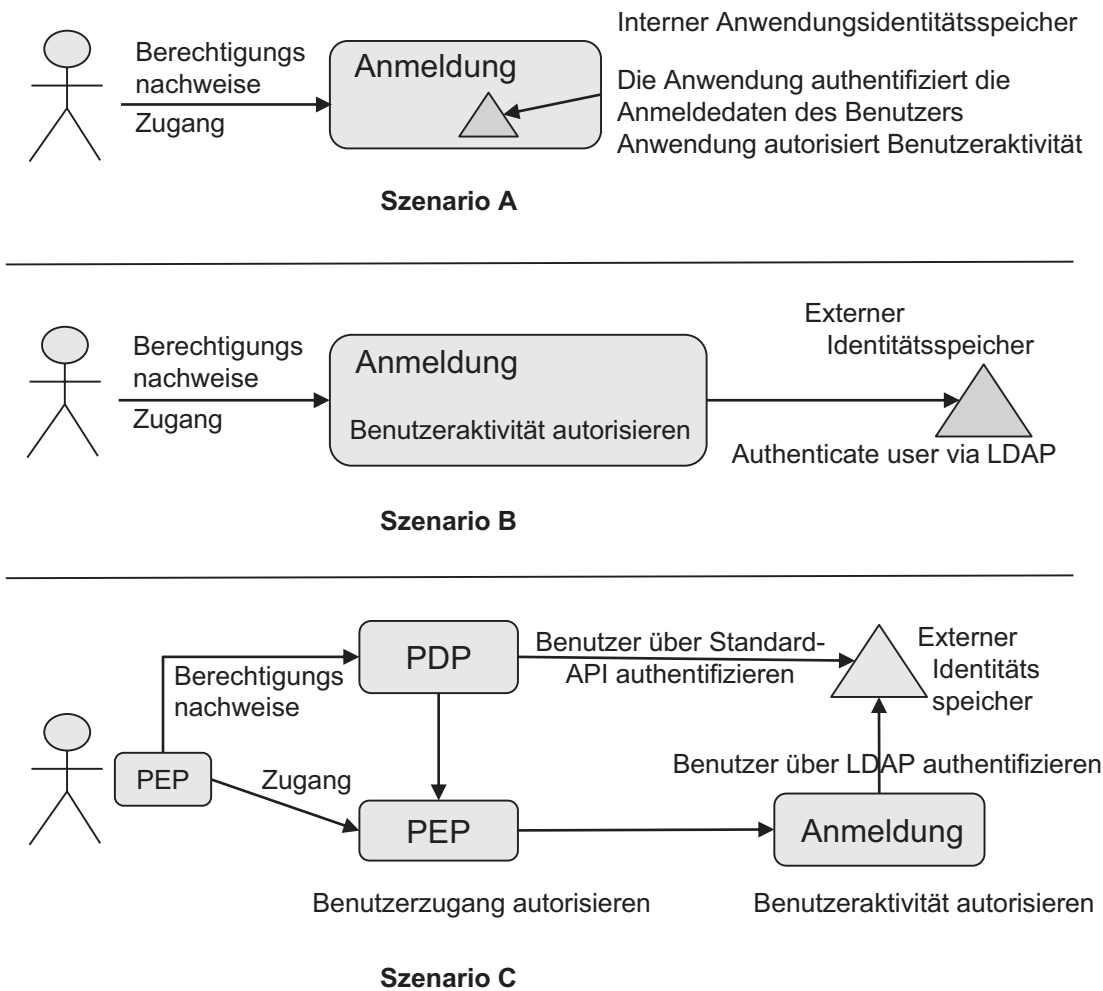 Interner Anwendungsidentitätsspeicher
Berechtigungs
nachweise
Zugang
Anmeldung
Die Anwendung authentifiziert die
Anmeldedaten des Benutzers
Anwendung autorisiert Benutzeraktivität
Szenario A
Berechtigungs
nachweise
Zugang
Anmeldung
Benutzeraktivität autorisieren
Externer
Identitätsspeicher
Authenticate user via LDAP
Szenario B
PEP
Berechtigungs
nachweise
Zugang
PDP
PEP
Benutzer über Standard-
API authentifizieren
Externer
Identitäts
speicher
Benutzer über LDAP authentifizieren
Anmeldung
Benutzerzugang autorisieren
Benutzeraktivität autorisieren
Szenario C